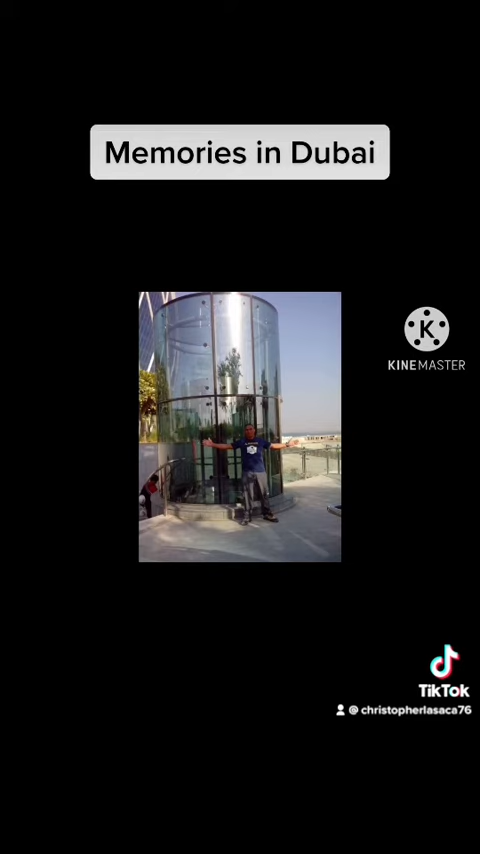 Memories in Dubai
K
KINEMASTER
TikTok
@ christopherlasaca76